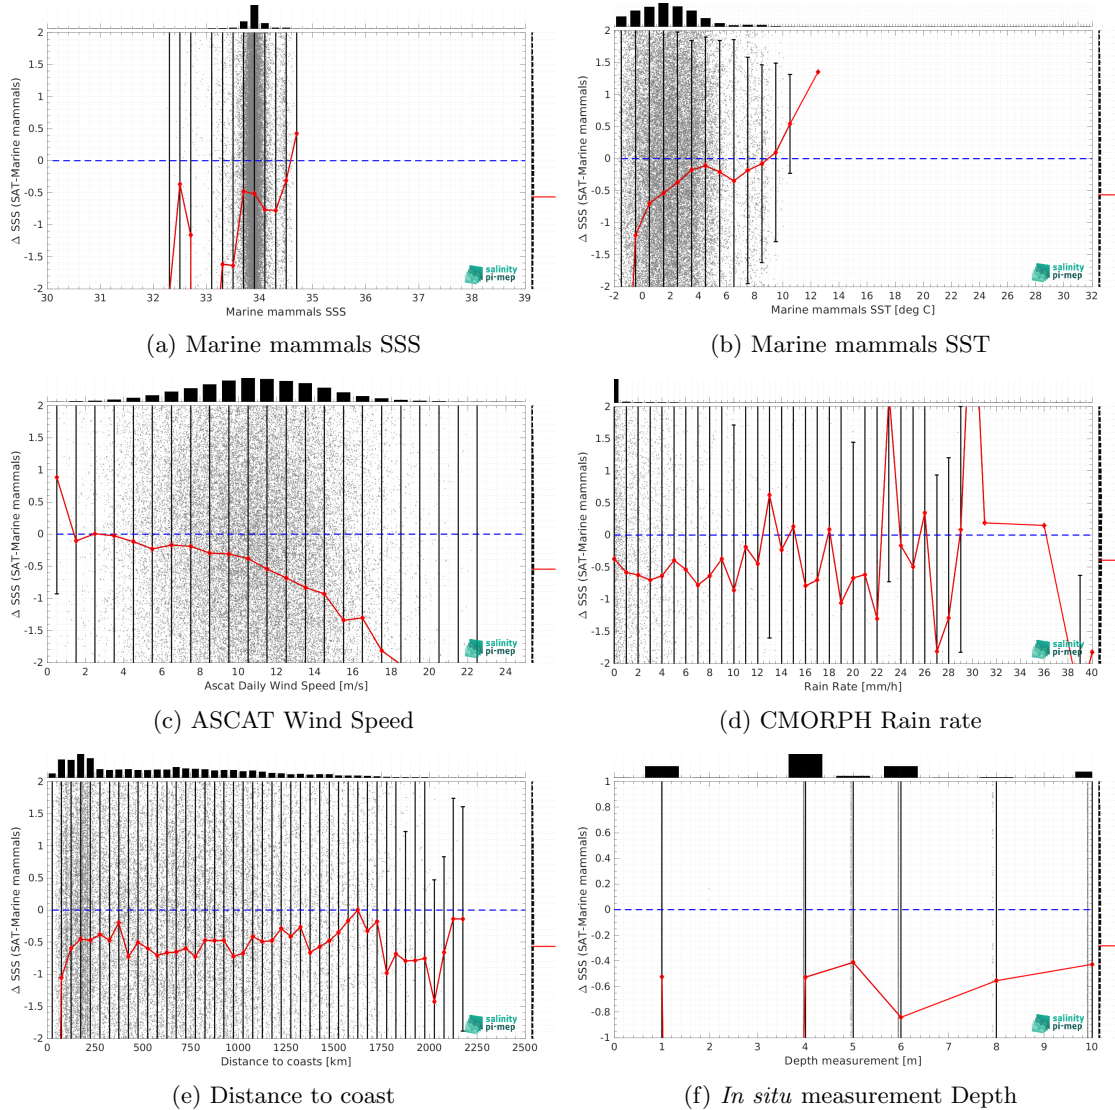 2
1.5
1
0.5
0
-0.5
-1
-1.5
-2
Δ SSS (SAT-Marine mammals)
30 31 32 33 34 35 36 37 38 39
Marine mammals SSS
salinity
pi-mep
(a) Marine mammals SSS
2
1.5
1
0.5
0
-0.5
-1
-1.5
-2
Δ SSS (SAT-Marine mammals)
-2 0 2 4 6 8 10 12 14 16 18 20 22 24 26 28 30 32
Marine mammals SST [deg C]
salinity
pi-mep
(b) Marine mammals SST
2
1.5
1
0.5
0
-0.5
-1
-1.5
-2
Δ SSS (SAT-Marine mammals)
0 2 4 6 8 10 12 14 16 18 20 22 24
Ascat Daily Wind Speed [m/s]
salinity
pi-mep
(c) ASCAT Wind Speed
2
1.5
1
0.5
0
-0.5
-1
-1.5
-2
Δ SSS (SAT-Marine mammals)
0 2 4 6 8 10 12 14 16 18 20 22 24 26 28 30 32 34 36 38 40
Rain Rate [mm/h]
salinity
pi-mep
(d) CMORPH Rain rate
2
1.5
1
0.5
0
-0.5
-1
-1.5
-2
Δ SSS (SAT-Marine mammals)
0 250 500 750 1000 1250 1500 1750 2000 2250 2500
Distance to coasts [km]
salinity
pi-mep
(e) Distance to coast
1
0.8
0.6
0.4
0.2
0
-0.2
-0.4
-0.6
-0.8
-1
Δ SSS (SAT-Marine mammals)
0 1 2 3 4 5 6 7 8 9 10
Depth measurement [m]
salinity
pi-mep
(f) In situ measurement Depth